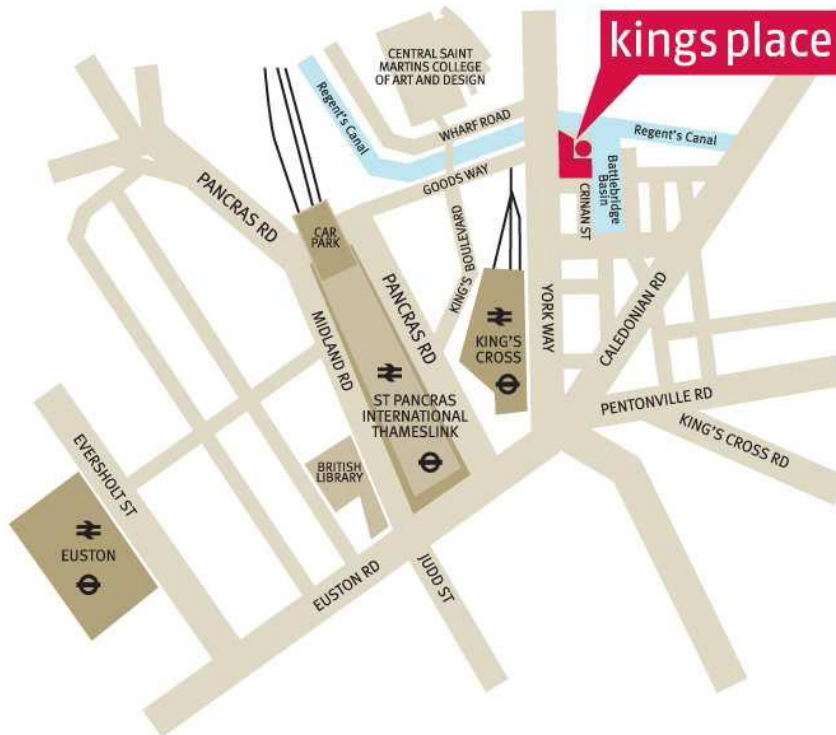 kings place
CENTRAL SAINT
MARTINS COLLEGE
OF ART AND DESIGN
Regent's Canal
WHARF ROAD
Regent's Canal
GOODS WAY
Battlebridge
Basin
CRINAN ST
PANCRAS RD
CAR
PARK
KING'S BOULEVARD
PANCRAS RD
MIDLAND RD
YORK WAY
CALEDONIAN RD
KING'S
CROSS
ST PANCRAS
INTERNATIONAL
THAMESLINK
PENTONVILLE RD
KING'S CROSS RD
BRITISH
LIBRARY
EVERSHOLT ST
EUSTON
EUSTON RD
JUDD ST